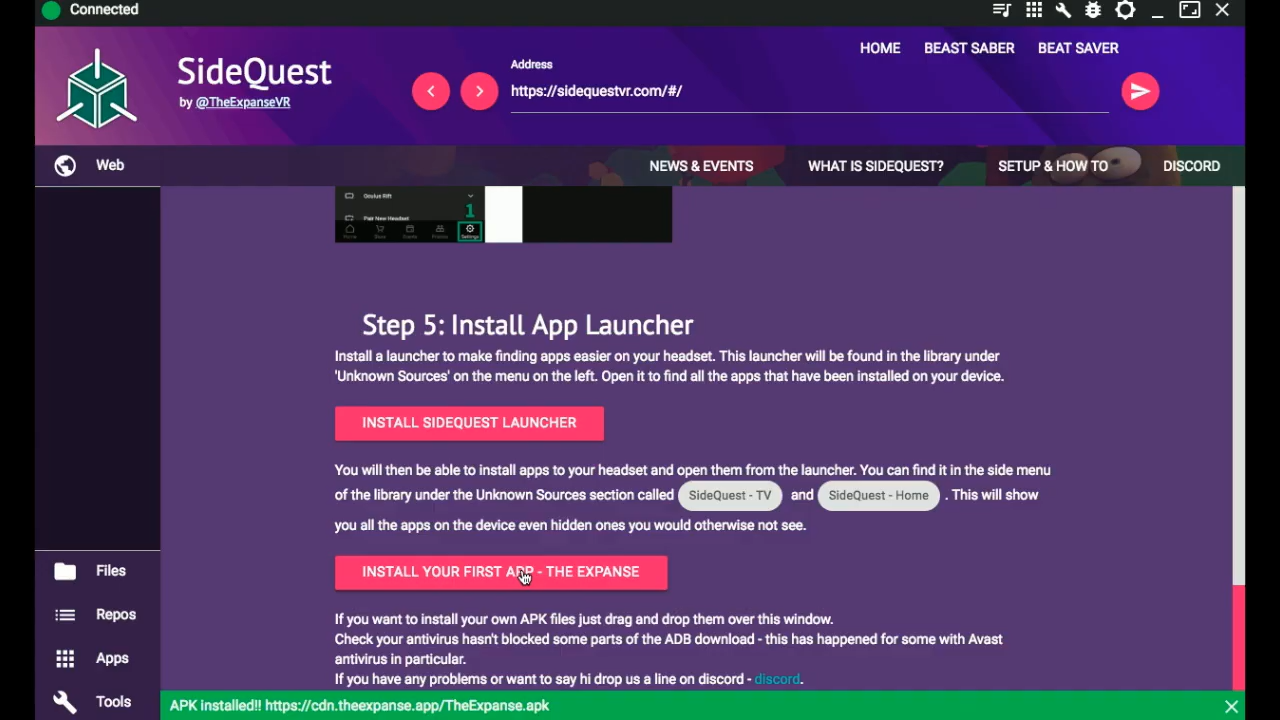 Connected
SideQuest
by @TheExpanseVR
Address
https://sidequestvr.com/#/
HOME
BEAST SABER
BEAT SAVER
Web
NEWS & EVENTS
WHAT IS SIDEQUEST?
SETUP & HOW TO
DISCORD
Oculus Rift
Pair New Headset
1
Settings
Step 5: Install App Launcher
Install a launcher to make finding apps easier on your headset. This launcher will be found in the library under
'Unknown Sources' on the menu on the left. Open it to find all the apps that have been installed on your device.
INSTALL SIDEQUEST LAUNCHER
You will then be able to install apps to your headset and open them from the launcher. You can find it in the side menu
of the library under the Unknown Sources section called SideQuest - TV and SideQuest - Home . This will show
you all the apps on the device even hidden ones you would otherwise not see.
INSTALL YOUR FIRST APP - THE EXPANSE
If you want to install your own APK files just drag and drop them over this window.
Check your antivirus hasn't blocked some parts of the ADB download - this has happened for some with Avast
antivirus in particular.
If you have any problems or want to say hi drop us a line on discord - discord.
Files
Repos
Apps
Tools
APK installed!! https://cdn.theexpanse.app/TheExpanse.apk